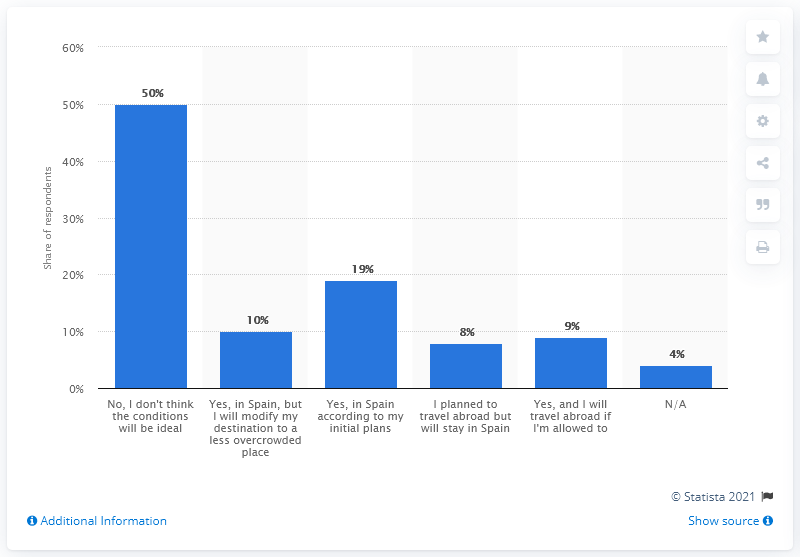 60%
50%
40%
30%
20%
10%
0%
Share of respondents
50%
10%
19%
8%
9%
4%
No, I don't think
the conditions
will be ideal
Yes, in Spain, but
I will modify my
destination to a
less overcrowded
place
Yes, in Spain
according to my
initial plans
I planned to
travel abroad but
will stay in Spain
Yes, and I will
travel abroad if
I'm allowed to
N/A
© Statista 2021
Additional Information
Show source